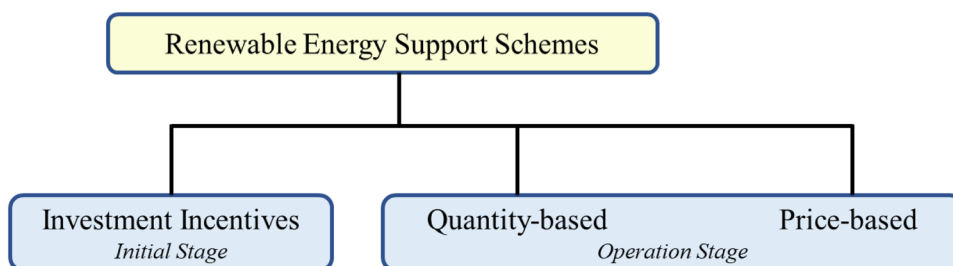 Renewable Energy Support Schemes
Investment Incentives
Initial Stage
Quantity-based Price-based
Operation Stage